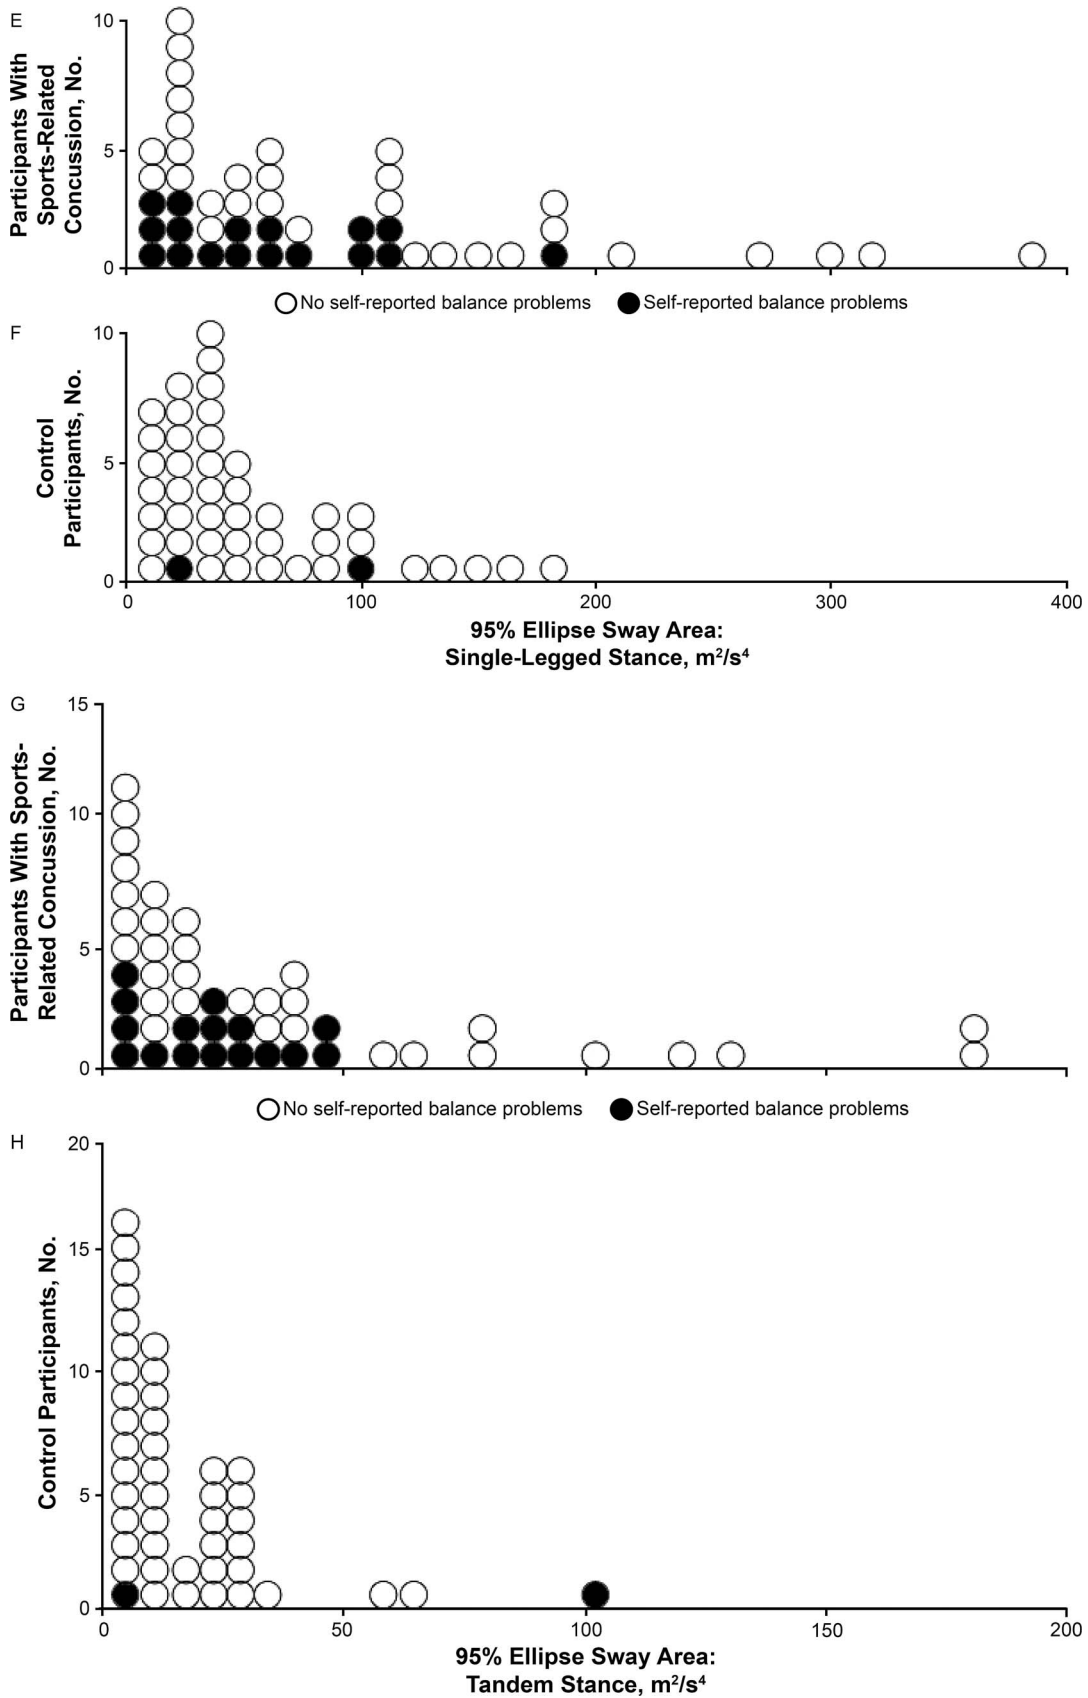 E
Participants With
Sports-Related
Concussion, No.
10
5
0
No self-reported balance problems
Self-reported balance problems
F
Control
Participants, No.
10
5
0
0
100
200
300
400
95% Ellipse Sway Area:
Single-Legged Stance, m²/s⁴
G
Participants With Sports-
Related Concussion, No.
15
10
5
0
No self-reported balance problems
Self-reported balance problems
H
Control Participants, No.
20
15
10
5
0
0
50
100
150
200
95% Ellipse Sway Area:
Tandem Stance, m²/s⁴